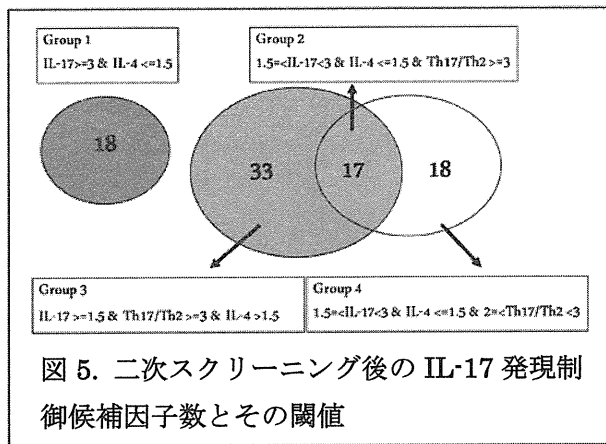 Group 1
IL-17>=3 & IL-4 <=1.5
Group 2
1.5=<IL-17<3 & IL-4 <=1.5 & Th17/Th2 >=3
18
33
17
18
Group 3
IL-17 >=1.5 & Th17/Th2 >=3 & IL-4 >1.5
Group 4
1.5=<IL-17<3 & IL-4 <=1.5 & 2=<Th17/Th2 <3
図 5. 二次スクリーニング後の IL-17 発現制
御候補因子数とその閾値